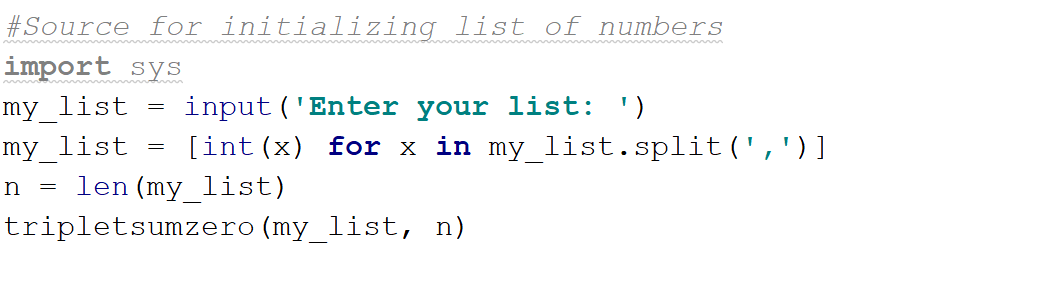 #Source for initializing list of numbers
import sys
my_list = input('Enter your list: ')
my_list = [int(x) for x in my_list.split(',')]
n = len(my_list)
tripletsumzero(my_list, n)